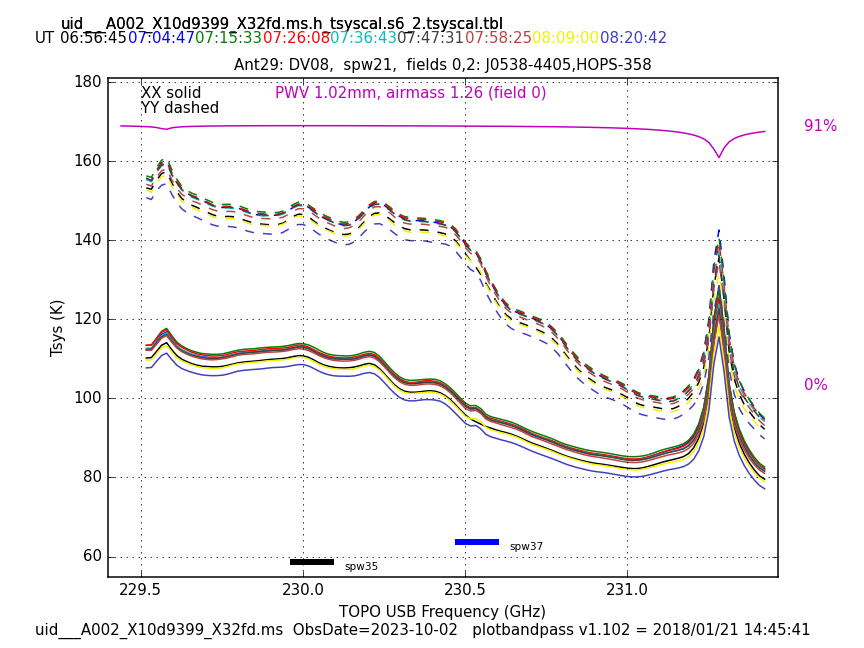 uid___A002_X10d9399_X32fd.ms.h_tsyscal.s6_2.tsyscal.tbl
UT 06:56:45 07:04:47 07:15:33 07:26:08 07:36:43 07:47:31 07:58:25 08:09:00 08:20:42
Ant29: DV08,  spw21,  fields 0,2: J0538-4405,HOPS-358
180
XX solid
PWV 1.02mm, airmass 1.26 (field 0)
YY dashed
91%
160
140
Tsys (K)
120
0%
100
80
spw37
60
spw35
229.5 230.0 230.5 231.0
TOPO USB Frequency (GHz)
uid___A002_X10d9399_X32fd.ms  ObsDate=2023-10-02   plotbandpass v1.102 = 2018/01/21 14:45:41